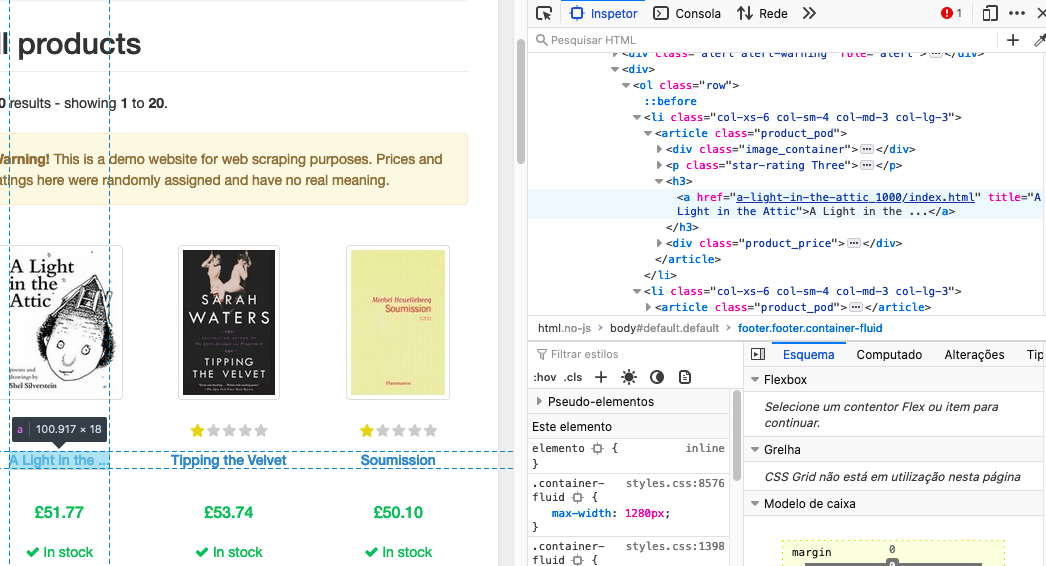 ll products
0 results - showing 1 to 20.
Warning! This is a demo website for web scraping purposes. Prices and
atings here were randomly assigned and have no real meaning.
A Light
in the
Attic
poems and
drawings by
Shel Silverstein
SARAH
WATERS
TIPPING
THE VELVET
Michel Houellebecq
Soumission
Flammarion
a 100.917 × 18
A Light in the ...
Tipping the Velvet
Soumission
£51.77
£53.74
£50.10
In stock
In stock
In stock
Inspetor
Consola
Rede
1
Pesquisar HTML
<div class="alert alert-warning" role="alert">…</div>
<div>
<ol class="row">
::before
<li class="col-xs-6 col-sm-4 col-md-3 col-lg-3">
<article class="product_pod">
<div class="image_container">…</div>
<p class="star-rating Three">…</p>
<h3>
<a href="a-light-in-the-attic_1000/index.html" title="A
Light in the Attic">A Light in the ...</a>
</h3>
<div class="product_price">…</div>
</article>
</li>
<li class="col-xs-6 col-sm-4 col-md-3 col-lg-3">
<article class="product_pod">…</article>
html.no-js > body#default.default > footer.footer.container-fluid
Filtrar estilos
:hov .cls
Pseudo-elementos
Este elemento
elemento { inline
}
.container- styles.css:8576
fluid {
max-width: 1280px;
}
.container- styles.css:1398
fluid {
Esquema
Computado
Alterações
Tip
Flexbox
Selecione um contentor Flex ou item para
continuar.
Grelha
CSS Grid não está em utilização nesta página
Modelo de caixa
margin
0
0